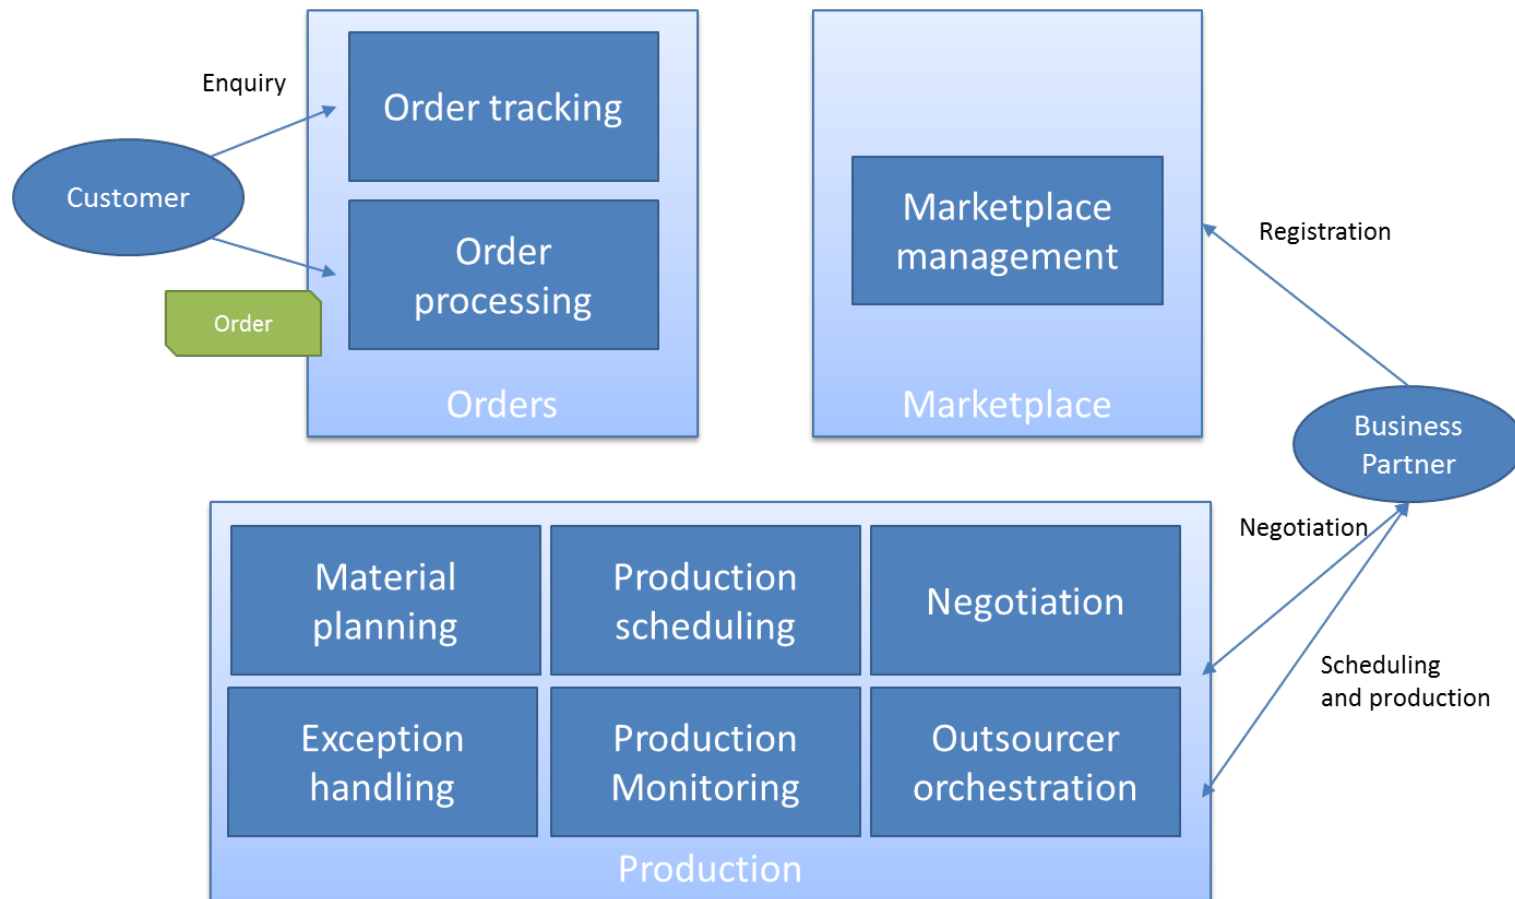 Enquiry
Order tracking
Customer
Order
processing
Order
Orders
Marketplace
management
Marketplace
Registration
Business
Partner
Negotiation
Scheduling
and production
Material
planning
Production
scheduling
Negotiation
Exception
handling
Production
Monitoring
Outsourcer
orchestration
Production